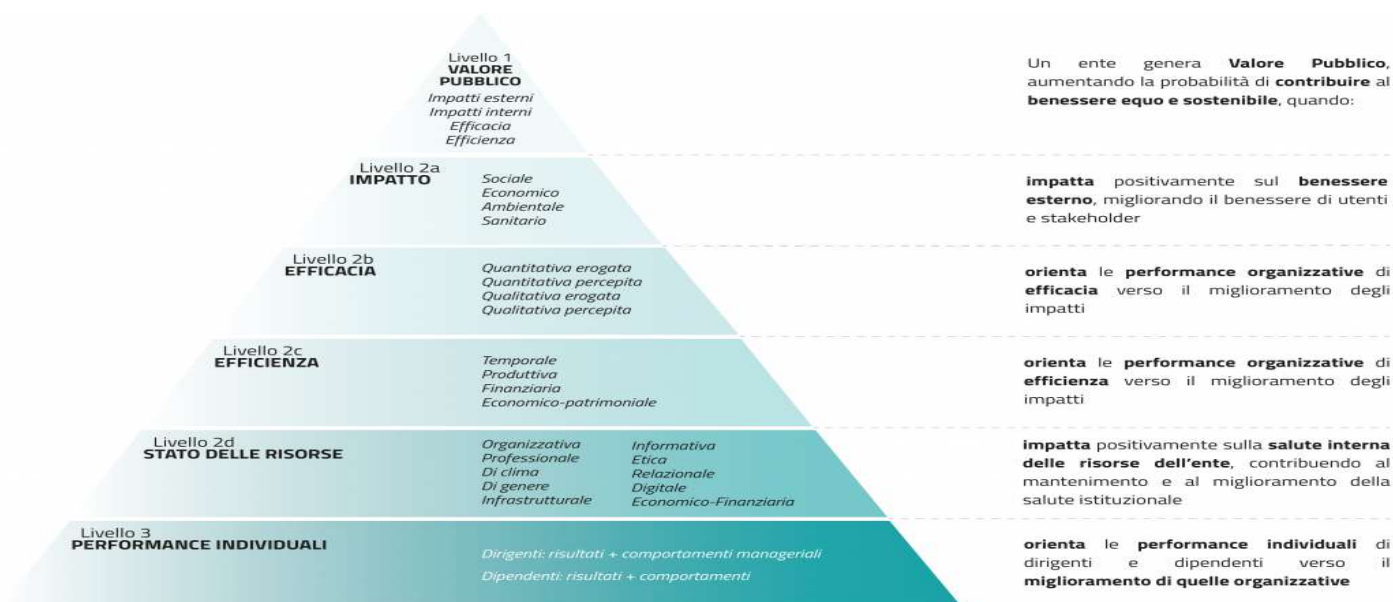 Livello 1
VALORE
PUBBLICO
Impatti esterni
Impatti interni
Efficacia
Efficienza
Un ente genera Valore Pubblico,
aumentando la probabilità di contribuire al
benessere equo e sostenibile, quando:
Livello 2a
IMPATTO
Sociale
Economico
Ambientale
Sanitario
impatta positivamente sul benessere
esterno, migliorando il benessere di utenti
e stakeholder
Livello 2b
EFFICACIA
Quantitativa erogata
Quantitativa percepita
Qualitativa erogata
Qualitativa percepita
orienta le performance organizzative di
efficacia verso il miglioramento degli
impatti
Livello 2c
EFFICIENZA
Temporale
Produttiva
Finanziaria
Economico-patrimoniale
orienta le performance organizzative di
efficienza verso il miglioramento degli
impatti
Livello 2d
STATO DELLE RISORSE
Organizzativa
Professionale
Di clima
Di genere
Infrastrutturale
Informativa
Etica
Relazionale
Digitale
Economico-Finanziaria
impatta positivamente sulla salute interna
delle risorse dell'ente, contribuendo al
mantenimento e al miglioramento della
salute istituzionale
Livello 3
PERFORMANCE INDIVIDUALI
Dirigenti: risultati + comportamenti manageriali
Dipendenti: risultati + comportamenti
orienta le performance individuali di
dirigenti e dipendenti verso il
miglioramento di quelle organizzative